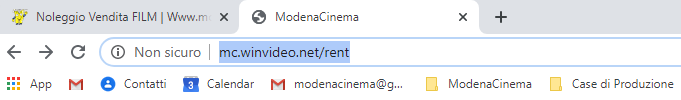 Noleggio Vendita FILM | Www.m
ModenaCinema
Non sicuro | mc.winvideo.net/rent
App Contatti 3 Calendar modenacinema@g... ModenaCinema Case di Produzione